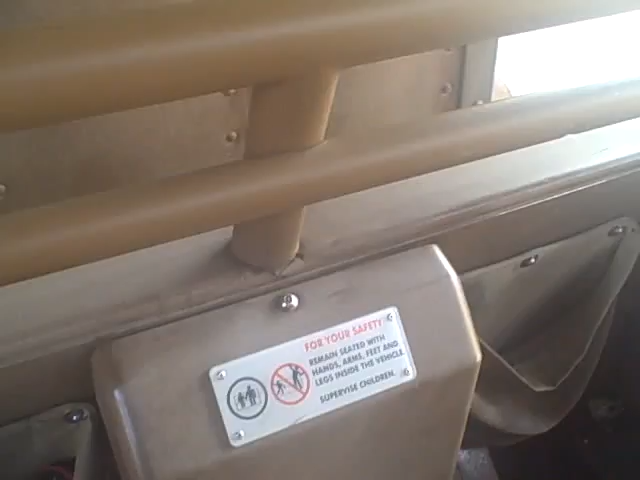 FOR YOUR SAFETY
REMAIN SEATED WITH
HANDS, ARMS, FEET AND
LEGS INSIDE THE VEHICLE
SUPERVISE CHILDREN.